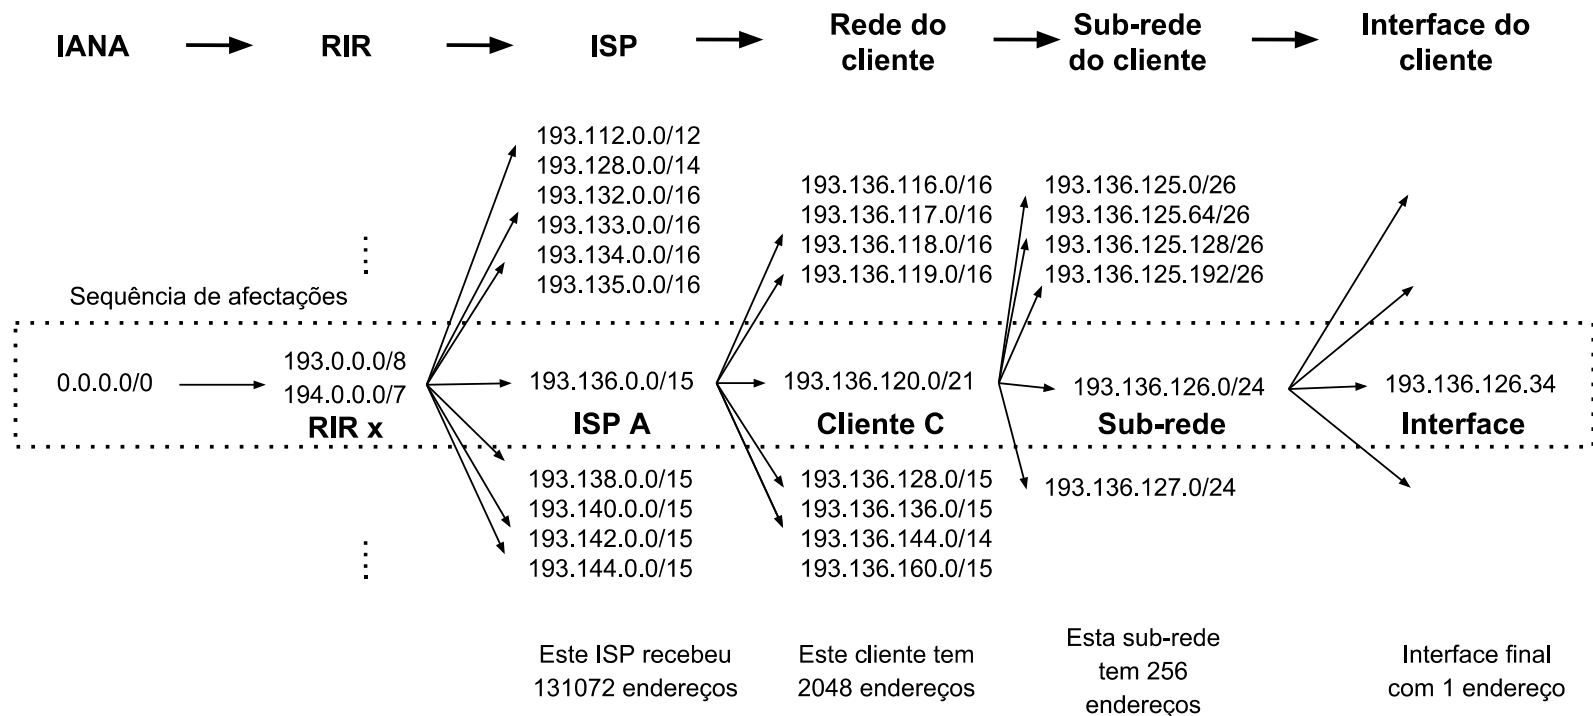 IANA
RIR
ISP
Rede do
cliente
Sub-rede
do cliente
Interface do
cliente
193.112.0.0/12
193.128.0.0/14
193.132.0.0/16
193.133.0.0/16
193.134.0.0/16
193.135.0.0/16
193.136.116.0/16
193.136.117.0/16
193.136.118.0/16
193.136.119.0/16
193.136.125.0/26
193.136.125.64/26
193.136.125.128/26
193.136.125.192/26
Sequência de afectações
0.0.0.0/0
193.0.0.0/8
194.0.0.0/7
RIR x
193.136.0.0/15
ISP A
193.136.120.0/21
Cliente C
193.136.126.0/24
Sub-rede
193.136.126.34
Interface
193.138.0.0/15
193.140.0.0/15
193.142.0.0/15
193.144.0.0/15
193.136.128.0/15
193.136.136.0/15
193.136.144.0/14
193.136.160.0/15
193.136.127.0/24
Este ISP recebeu
131072 endereços
Este cliente tem
2048 endereços
Esta sub-rede
tem 256
endereços
Interface final
com 1 endereço